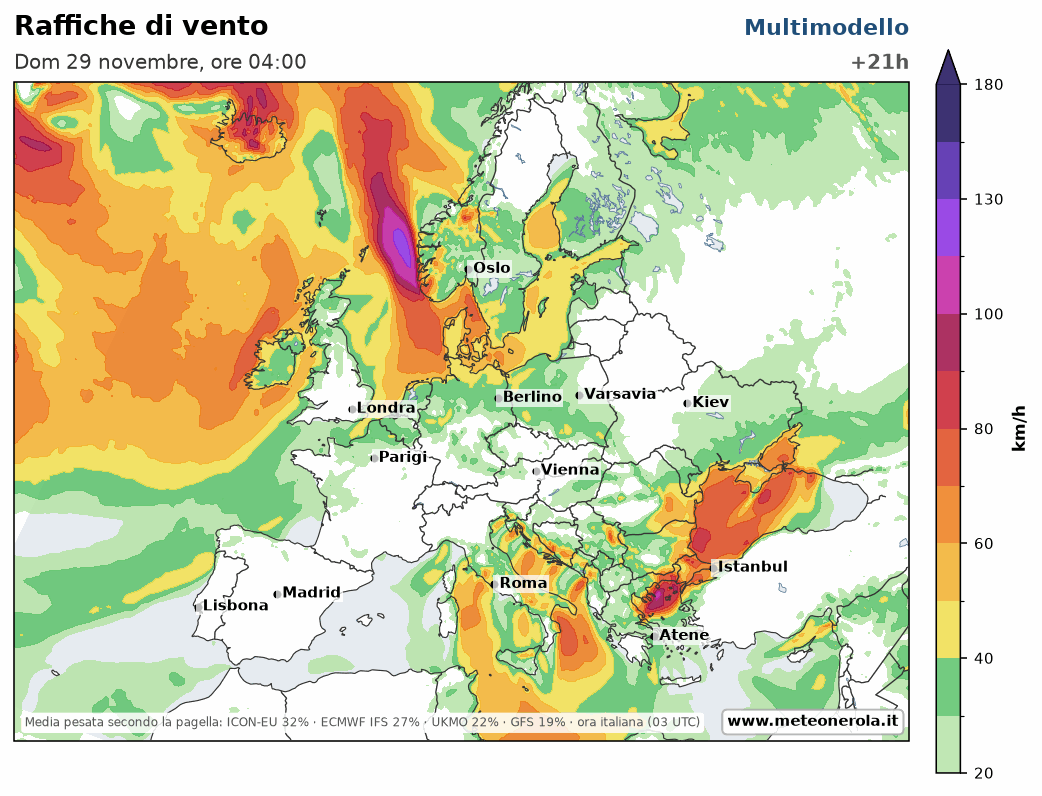 Raffiche di vento
Multimodello
Dom 29 novembre, ore 04:00
+21h
180
130
100
80
60
40
20
km/h
Oslo
Berlino
Varsavia
Kiev
Londra
Parigi
Vienna
Istanbul
Roma
Madrid
Lisbona
Atene
Media pesata secondo la pagella: ICON-EU 32% · ECMWF IFS 27% · UKMO 22% · GFS 19% · ora italiana (03 UTC)
www.meteonerola.it